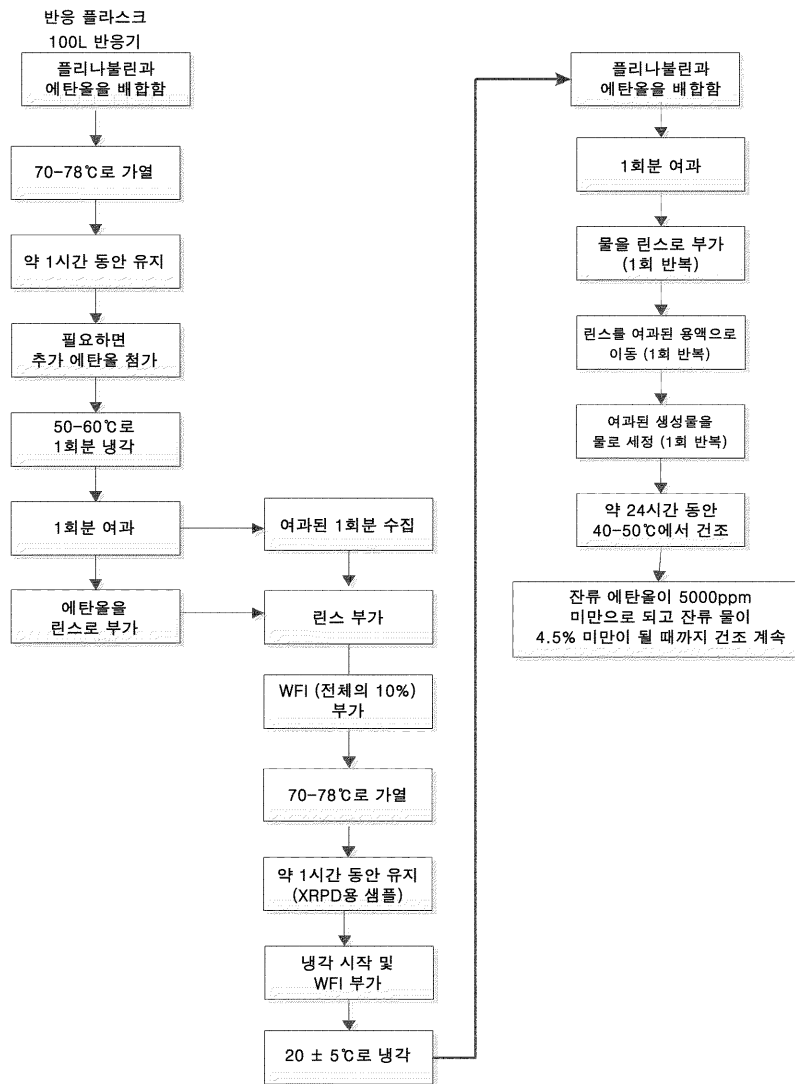 반응 플라스크
100L 반응기
플리나불린과
에탄올을 배합함
70-78℃로 가열
약 1시간 동안 유지
필요하면
추가 에탄올 첨가
50-60℃로
1회분 냉각
1회분 여과
에탄올을
린스로 부가
여과된 1회분 수집
린스 부가
WFI (전체의 10%)
부가
70-78℃로 가열
약 1시간 동안 유지
(XRPD용 샘플)
냉각 시작 및
WFI 부가
20 ± 5℃로 냉각
플리나불린과
에탄올을 배합함
1회분 여과
물을 린스로 부가
(1회 반복)
린스를 여과된 용액으로
이동 (1회 반복)
여과된 생성물을
물로 세정 (1회 반복)
약 24시간 동안
40-50℃에서 건조
잔류 에탄올이 5000ppm
미만으로 되고 잔류 물이
4.5% 미만이 될 때까지 건조 계속